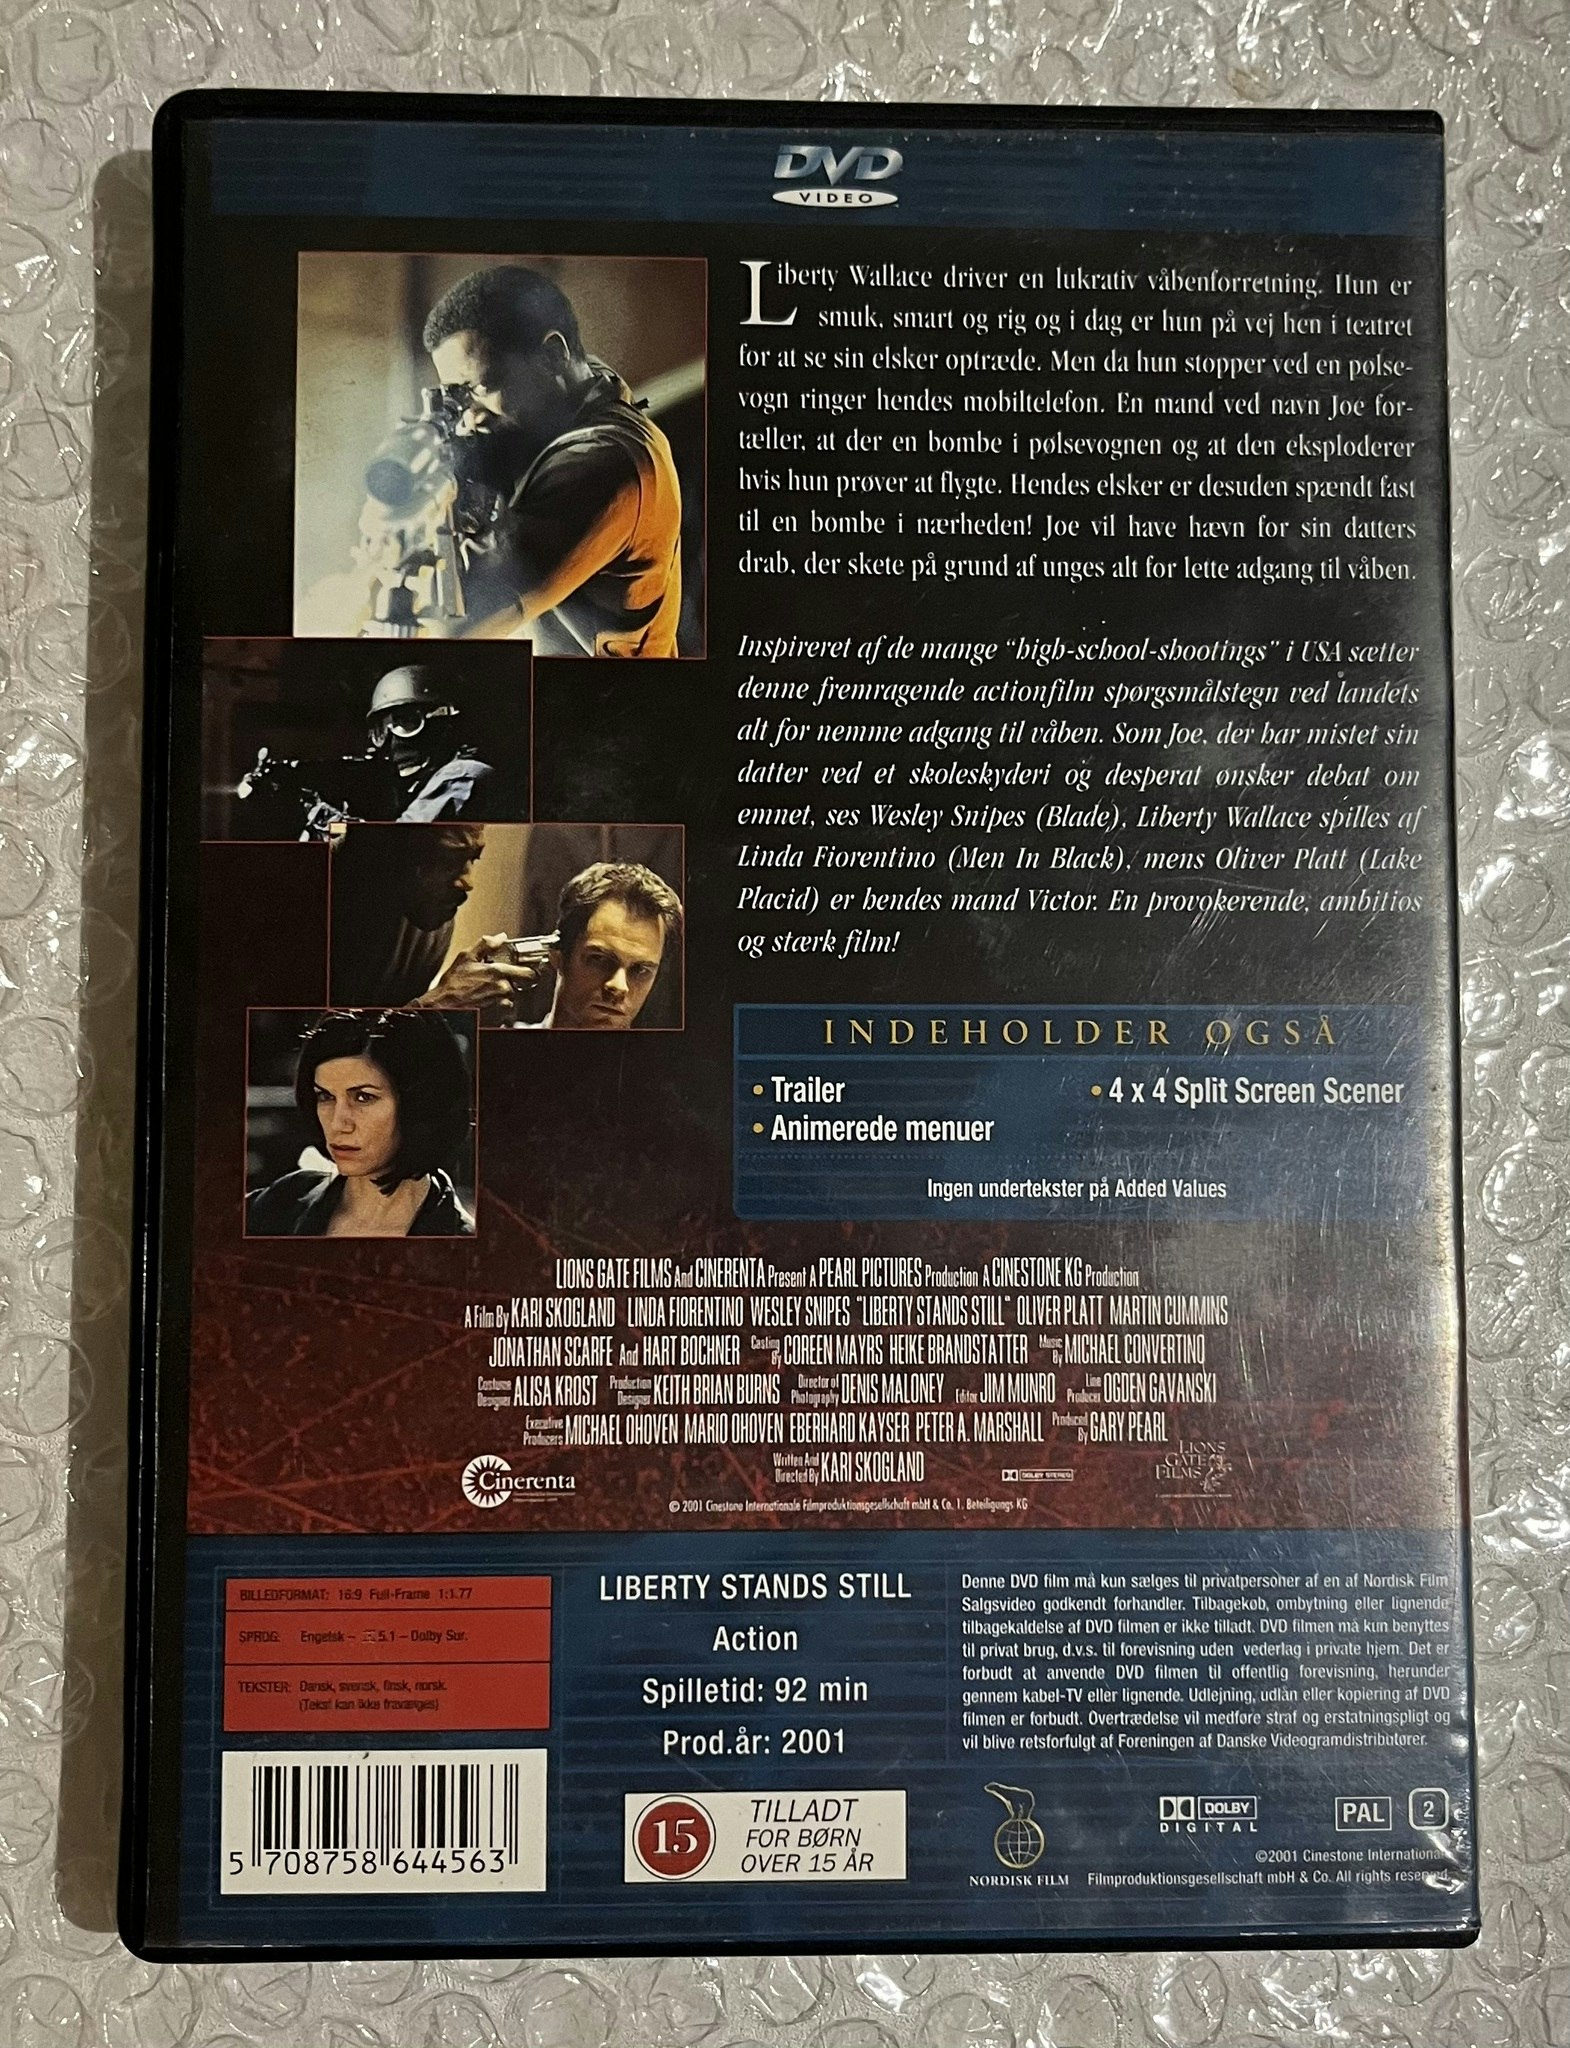 DVD
VIDEO
Liberty Wallace driver en lukrativ våbenforretning. Hun er
smuk, smart og rig og i dag er hun på vej hen i teatret
for at se sin elsker optræde. Men da hun stopper ved en pølse-
vogn ringer hendes mobiltelefon. En mand ved navn Joe for-
tæller, at der en bombe i pølsevognen og at den eksploderer
hvis hun prøver at flygte. Hendes elsker er desuden spændt fast
til en bombe i nærheden! Joe vil have hævn for sin datters
drab, der skete på grund af unges alt for lette adgang til våben.
Inspireret af de mange "high-school-shootings" i USA sætter
denne fremragende actionfilm spørgsmålstegn ved landets
alt for nemme adgang til våben. Som Joe, der har mistet sin
datter ved et skoleskyderi og desperat ønsker debat om
emnet, ses Wesley Snipes (Blade), Liberty Wallace spilles af
Linda Fiorentino (Men In Black), mens Oliver Platt (Lake
Placid) er hendes mand Victor. En provokerende, ambitiøs
og stærk film!
INDEHOLDER OGSÅ
• Trailer
• 4 x 4 Split Screen Scener
• Animerede menuer
Ingen undertekster på Added Values
LIONS GATE FILMS And CINERENTA Present A PEARL PICTURES Production A CINESTONE KG Production
A Film By KARI SKOGLAND LINDA FIORENTINO WESLEY SNIPES "LIBERTY STANDS STILL" OLIVER PLATT MARTIN CUMMINS
JONATHAN SCARFE And HART BOCHNER Casting By COREEN MAYRS HEIKE BRANDSTATTER Music By MICHAEL CONVERTINO
Costume Designer ALISA KROST Production Designer KEITH BRIAN BURNS Director of Photography DENIS MALONEY Editor JIM MUNRO Line Producer OGDEN GAVANSKI
Executive Producers MICHAEL OHOVEN MARIO OHOVEN EBERHARD KAYSER PETER A. MARSHALL Produced By GARY PEARL
Written And Directed By KARI SKOGLAND
Cinerenta
DOLBY STEREO
LIONS
GATE
FILMS
© 2001 Cinestone Internationale Filmproduktionsgesellschaft mbH & Co. 1. Beteiligungs KG
BILLEDFORMAT: 16:9 Full-Frame 1:1.77
SPROG: Engelsk – 5.1 – Dolby Sur.
TEKSTER: Dansk, svensk, finsk, norsk.
(Tekst kan ikke fravælges)
5 708758 644563
LIBERTY STANDS STILL
Action
Spilletid: 92 min
Prod.år: 2001
15
TILLADT
FOR BØRN
OVER 15 ÅR
Denne DVD film må kun sælges til privatpersoner af en af Nordisk Film
Salgsvideo godkendt forhandler. Tilbagekøb, ombytning eller lignende
tilbagekaldelse af DVD filmen er ikke tilladt. DVD filmen må kun benyttes
til privat brug, d.v.s. til forevisning uden vederlag i private hjem. Det er
forbudt at anvende DVD filmen til offentlig forevisning, herunder
gennem kabel-TV eller lignende. Udlejning, udlån eller kopiering af DVD
filmen er forbudt. Overtrædelse vil medføre straf og erstatningspligt og
vil blive retsforfulgt af Foreningen af Danske Videogramdistributører.
NORDISK FILM
DOLBY
DIGITAL
PAL
2
©2001 Cinestone International
Filmproduktionsgesellschaft mbH & Co. All rights reserved.